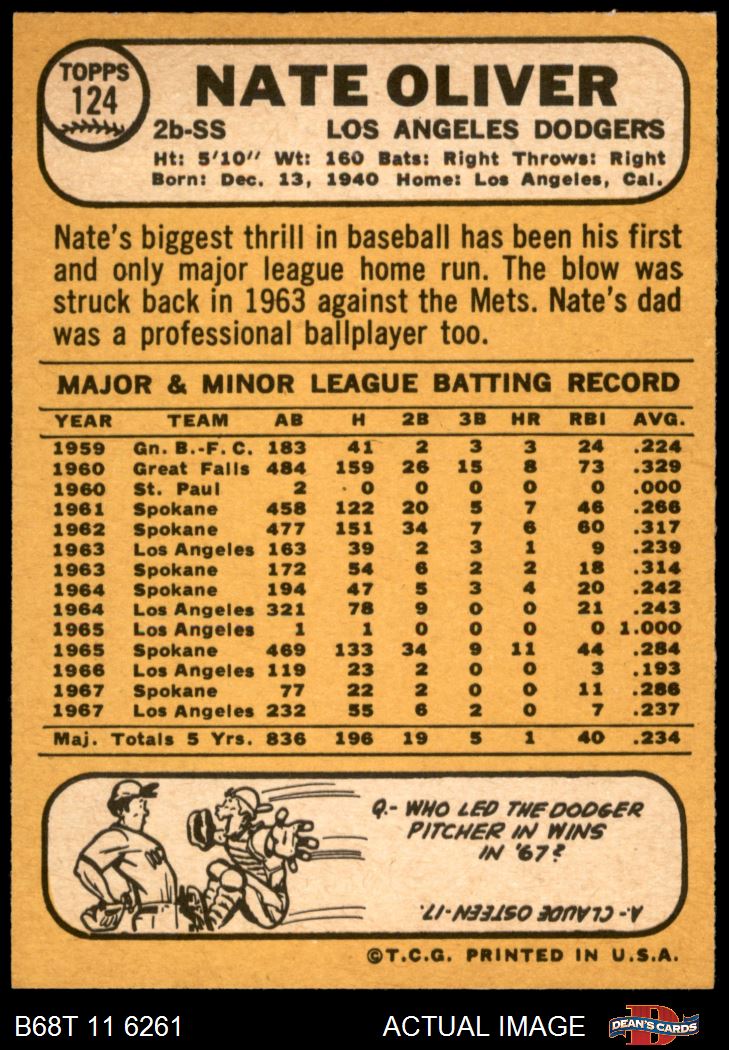 TOPPS
124
NATE OLIVER
2b-SS LOS ANGELES DODGERS
Ht: 5'10" Wt: 160 Bats: Right Throws: Right
Born: Dec. 13, 1940 Home: Los Angeles, Cal.
Nate's biggest thrill in baseball has been his first
and only major league home run. The blow was
struck back in 1963 against the Mets. Nate's dad
was a professional ballplayer too.
MAJOR & MINOR LEAGUE BATTING RECORD
YEAR TEAM AB H 2B 3B HR RBI AVG.
1959 Gn. B.-F. C. 183 41 2 3 3 24 .224
1960 Great Falls 484 159 26 15 8 73 .329
1960 St. Paul 2 0 0 0 0 0 .000
1961 Spokane 458 122 20 5 7 46 .266
1962 Spokane 477 151 34 7 6 60 .317
1963 Los Angeles 163 39 2 3 1 9 .239
1963 Spokane 172 54 6 2 2 18 .314
1964 Spokane 194 47 5 3 4 20 .242
1964 Los Angeles 321 78 9 0 0 21 .243
1965 Los Angeles 1 1 0 0 0 0 1.000
1965 Spokane 469 133 34 9 11 44 .284
1966 Los Angeles 119 23 2 0 0 3 .193
1967 Spokane 77 22 2 0 0 11 .286
1967 Los Angeles 232 55 6 2 0 7 .237
Maj. Totals 5 Yrs. 836 196 19 5 1 40 .234
Q.- WHO LED THE DODGER
PITCHER IN WINS
IN '67?
A- CLAUDE OSTEEN-17.
©T.C.G. PRINTED IN U.S.A.
B68T 11 6261 ACTUAL IMAGE
D
DEAN'S CARDS